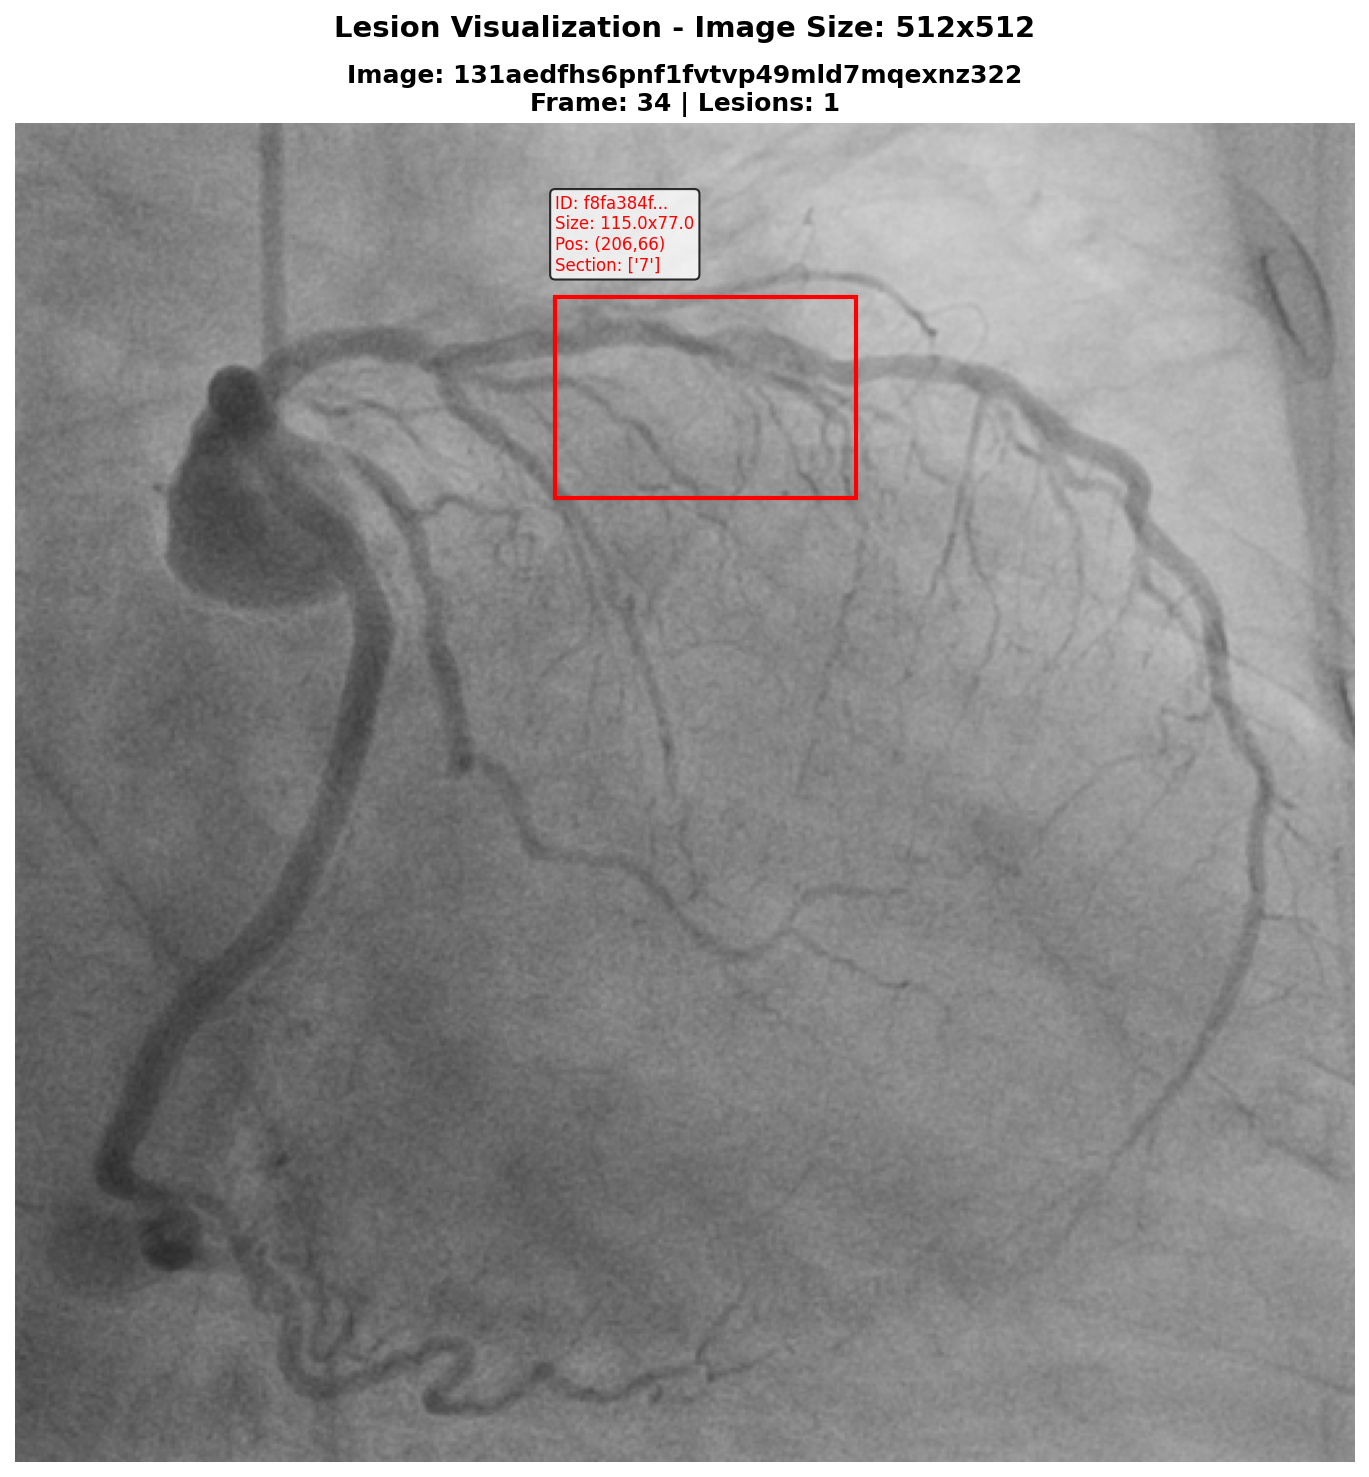 Lesion Visualization - Image Size: 512x512
Image: 131aedfhs6pnf1fvtvp49mld7mqexnz322
Frame: 34 | Lesions: 1
ID: f8fa384f...
Size: 115.0x77.0
Pos: (206,66)
Section: ['7']